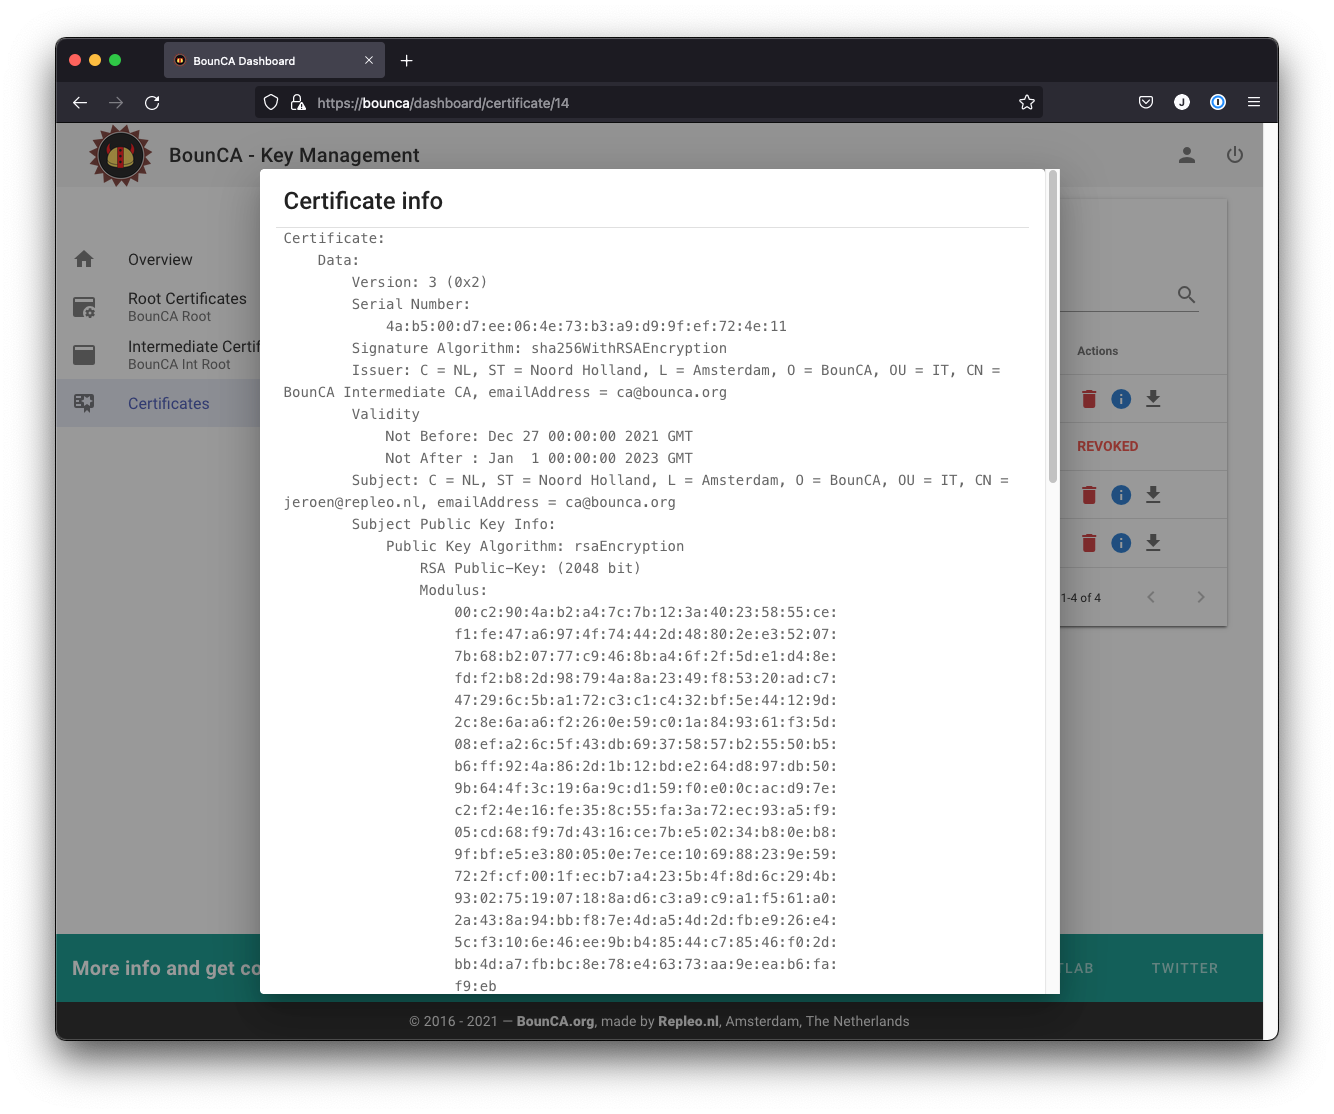 BounCA Dashboard
https://bounca/dashboard/certificate/14
J
BounCA - Key Management
Overview
Root Certificates
BounCA Root
Intermediate Certif
BounCA Int Root
Certificates
Certificate info
Certificate:
Data:
Version: 3 (0x2)
Serial Number:
4a:b5:00:d7:ee:06:4e:73:b3:a9:d9:9f:ef:72:4e:11
Signature Algorithm: sha256WithRSAEncryption
Issuer: C = NL, ST = Noord Holland, L = Amsterdam, O = BounCA, OU = IT, CN =
BounCA Intermediate CA, emailAddress = ca@bounca.org
Validity
Not Before: Dec 27 00:00:00 2021 GMT
Not After : Jan  1 00:00:00 2023 GMT
Subject: C = NL, ST = Noord Holland, L = Amsterdam, O = BounCA, OU = IT, CN =
jeroen@repleo.nl, emailAddress = ca@bounca.org
Subject Public Key Info:
Public Key Algorithm: rsaEncryption
RSA Public-Key: (2048 bit)
Modulus:
00:c2:90:4a:b2:a4:7c:7b:12:3a:40:23:58:55:ce:
f1:fe:47:a6:97:4f:74:44:2d:48:80:2e:e3:52:07:
7b:68:b2:07:77:c9:46:8b:a4:6f:2f:5d:e1:d4:8e:
fd:f2:b8:2d:98:79:4a:8a:23:49:f8:53:20:ad:c7:
47:29:6c:5b:a1:72:c3:c1:c4:32:bf:5e:44:12:9d:
2c:8e:6a:a6:f2:26:0e:59:c0:1a:84:93:61:f3:5d:
08:ef:a2:6c:5f:43:db:69:37:58:57:b2:55:50:b5:
b6:ff:92:4a:86:2d:1b:12:bd:e2:64:d8:97:db:50:
9b:64:4f:3c:19:6a:9c:d1:59:f0:e0:0c:ac:d9:7e:
c2:f2:4e:16:fe:35:8c:55:fa:3a:72:ec:93:a5:f9:
05:cd:68:f9:7d:43:16:ce:7b:e5:02:34:b8:0e:b8:
9f:bf:e5:e3:80:05:0e:7e:ce:10:69:88:23:9e:59:
72:2f:cf:00:1f:ec:b7:a4:23:5b:4f:8d:6c:29:4b:
93:02:75:19:07:18:8a:d6:c3:a9:c9:a1:f5:61:a0:
2a:43:8a:94:bb:f8:7e:4d:a5:4d:2d:fb:e9:26:e4:
5c:f3:10:6e:46:ee:9b:b4:85:44:c7:85:46:f0:2d:
bb:4d:a7:fb:bc:8e:78:e4:63:73:aa:9e:ea:b6:fa:
f9:eb
Actions
REVOKED
1-4 of 4
More info and get co
TLAB
TWITTER
© 2016 - 2021 — BounCA.org, made by Repleo.nl, Amsterdam, The Netherlands